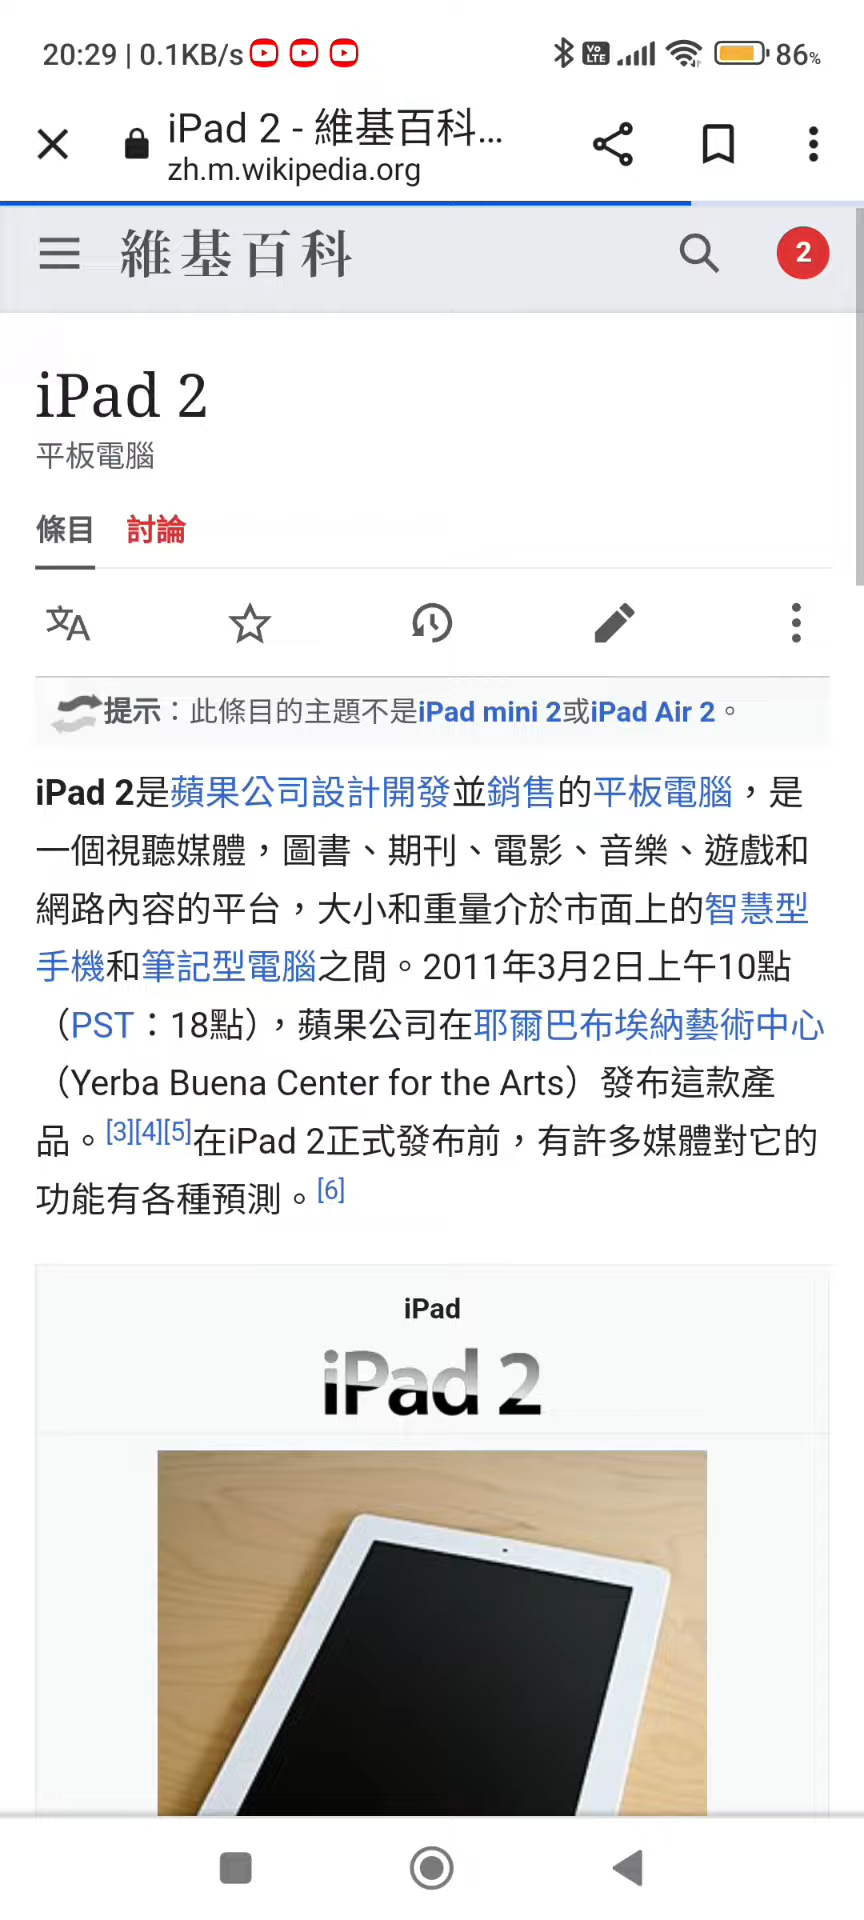 20:29 | 0.1KB/s
Vo LTE 86%
iPad 2 - 維基百科...
zh.m.wikipedia.org
維基百科
2
iPad 2
平板電腦
條目 討論
文A
提示：此條目的主題不是iPad mini 2或iPad Air 2。
iPad 2是蘋果公司設計開發並銷售的平板電腦，是
一個視聽媒體，圖書、期刊、電影、音樂、遊戲和
網路內容的平台，大小和重量介於市面上的智慧型
手機和筆記型電腦之間。2011年3月2日上午10點
（PST：18點），蘋果公司在耶爾巴布埃納藝術中心
（Yerba Buena Center for the Arts）發布這款產
品。[3][4][5]在iPad 2正式發布前，有許多媒體對它的
功能有各種預測。[6]
iPad
iPad 2